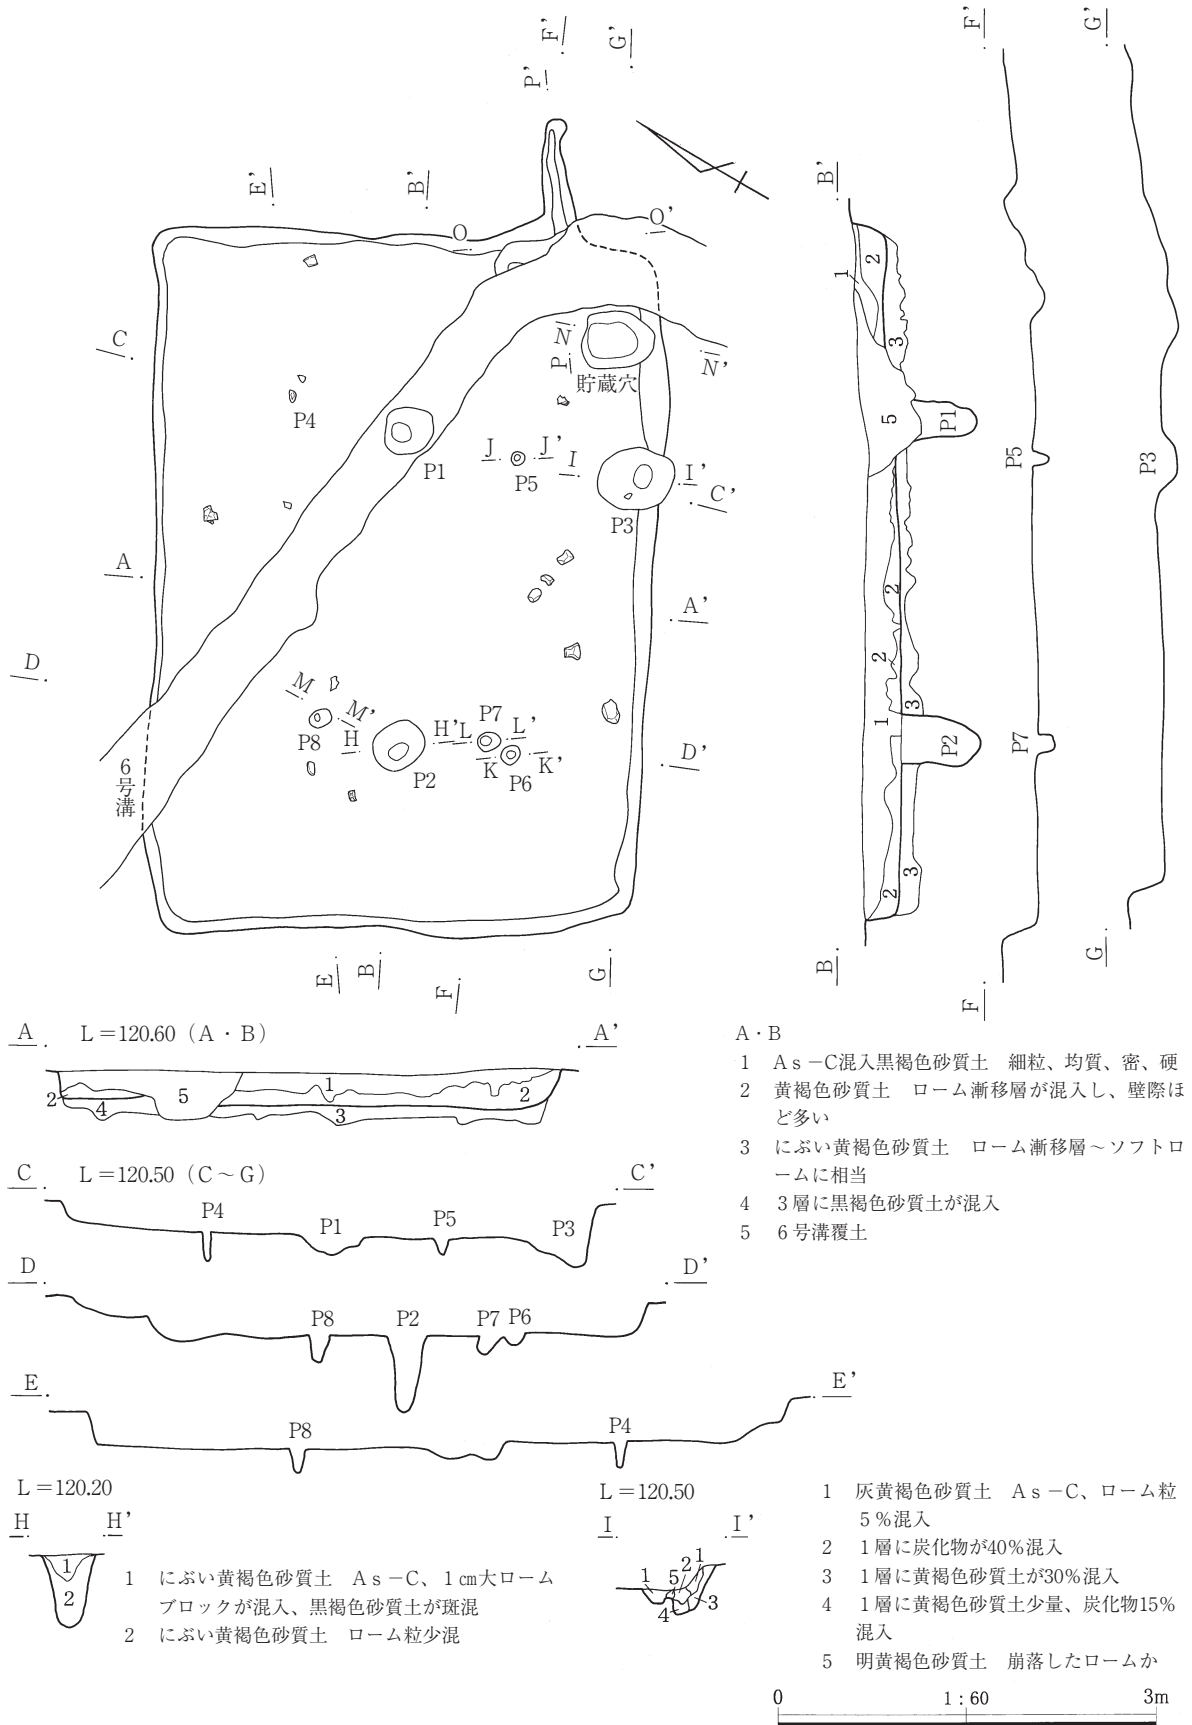 F'
G'
P'
F'
G'
E'
B'
B'
O
O'
C
N
P
N'
貯蔵穴
P4
P1
J
J'
I
P5
I'
C'
P3
A
A'
D
M
M'
P8
H
P2
H'
L
P7
L'
K
P6
K'
D'
6号溝
E
B
F
G
1
2
3
5
P1
2
2
1
3
P2
3
2
B
P5
P7
F
P3
G
A
L=120.60（A・B）
A'
2
4
5
1
3
2
C
L=120.50（C～G）
C'
P4
P1
P5
P3
D
D'
P8
P2
P7
P6
E
E'
P8
P4
A・B
1 As-C混入黒褐色砂質土 細粒、均質、密、硬
2 黄褐色砂質土 ローム漸移層が混入し、壁際ほ
ど多い
3 にぶい黄褐色砂質土 ローム漸移層～ソフトロ
ームに相当
4 3層に黒褐色砂質土が混入
5 6号溝覆土
L=120.20
H
H'
1
2
1 にぶい黄褐色砂質土 As-C、1㎝大ローム
ブロックが混入、黒褐色砂質土が斑混
2 にぶい黄褐色砂質土 ローム粒少混
L=120.50
I
I'
1
5
2
1
4
3
1 灰黄褐色砂質土 As-C、ローム粒
5％混入
2 1層に炭化物が40％混入
3 1層に黄褐色砂質土が30％混入
4 1層に黄褐色砂質土少量、炭化物15％
混入
5 明黄褐色砂質土 崩落したロームか
0
1：60
3m